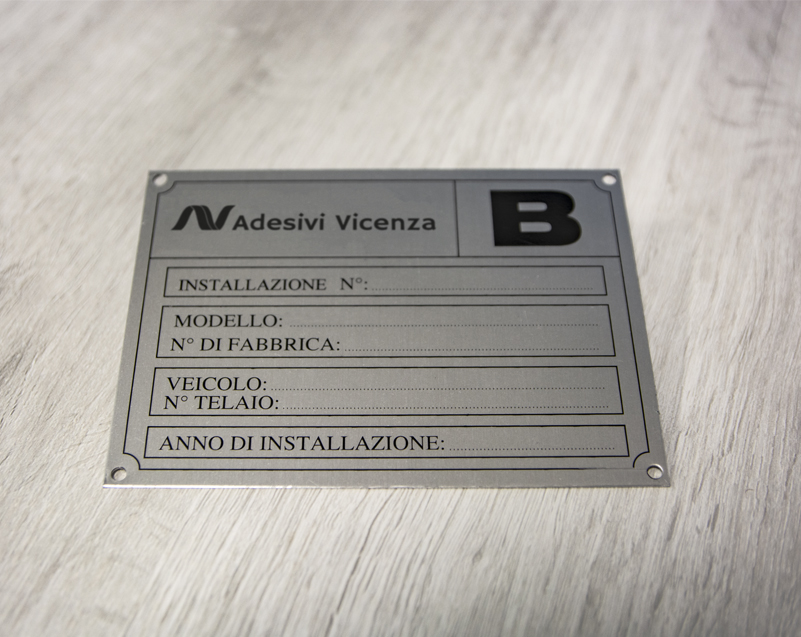 Adesivi Vicenza
B
INSTALLAZIONE N°:
MODELLO:
N° DI FABBRICA:
VEICOLO:
N° TELAIO:
ANNO DI INSTALLAZIONE: